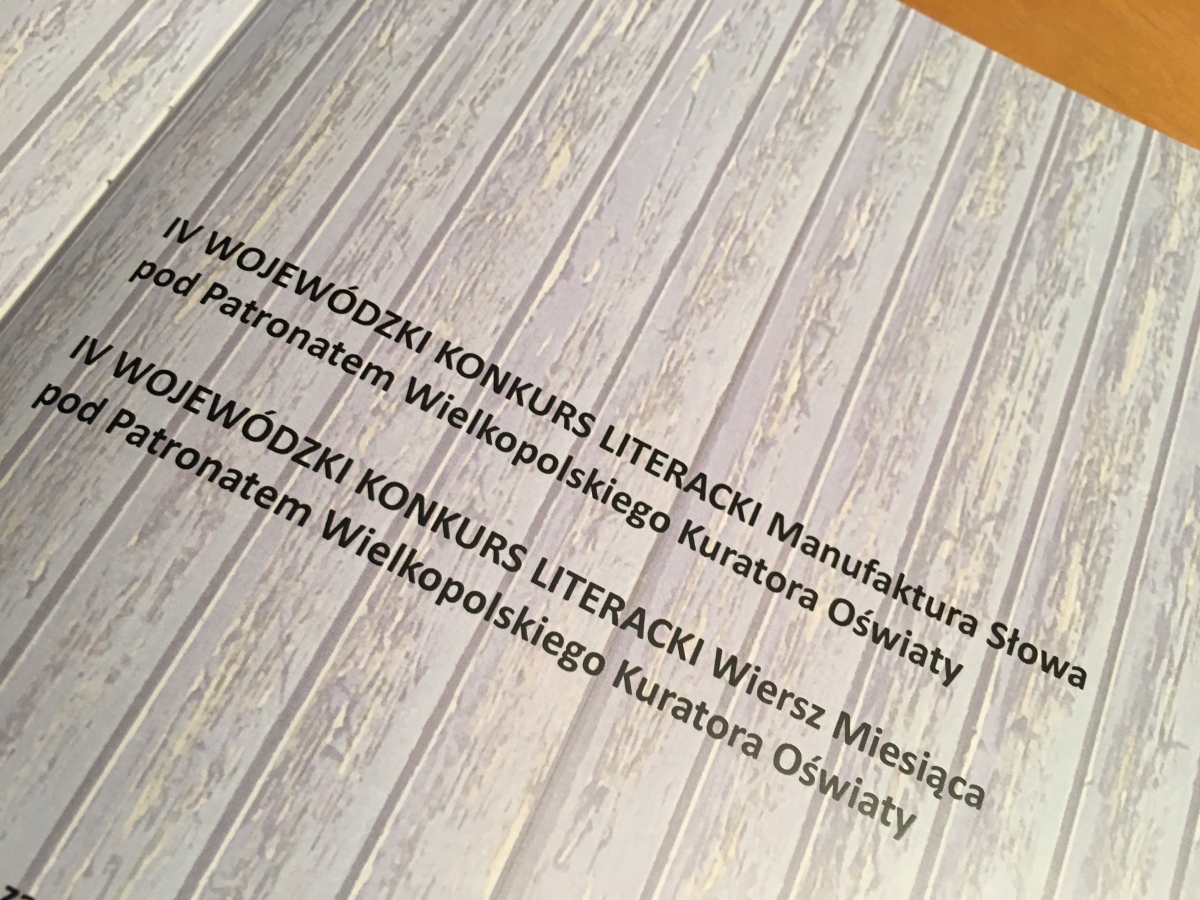 IV WOJEWÓDZKI KONKURS LITERACKI Manufaktura Słowa
pod Patronatem Wielkopolskiego Kuratora Oświaty
IV WOJEWÓDZKI KONKURS LITERACKI Wiersz Miesiąca
pod Patronatem Wielkopolskiego Kuratora Oświaty